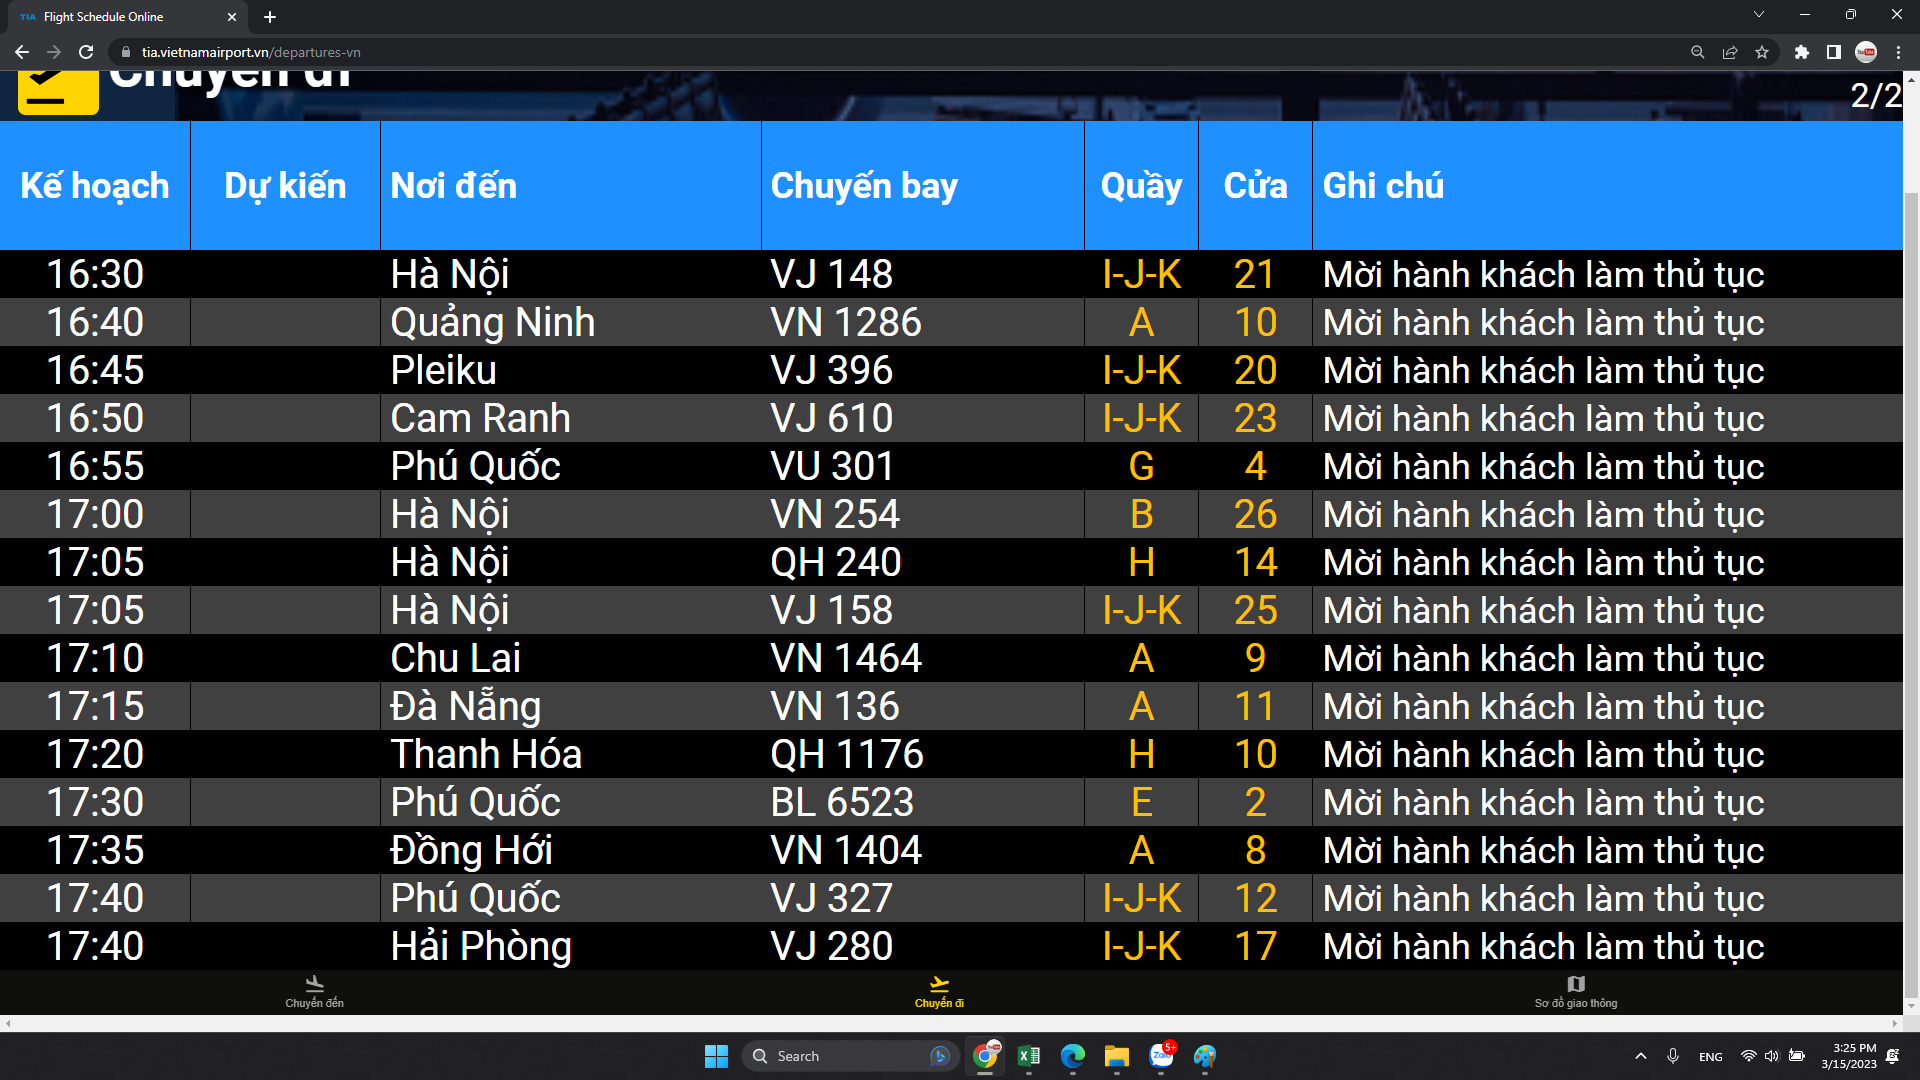 TIA Flight Schedule Online
tia.vietnamairport.vn/departures-vn
Chuyến đi
2/2
Kế hoạch Dự kiến Nơi đến Chuyến bay Quầy Cửa Ghi chú
16:30 Hà Nội VJ 148 I-J-K 21 Mời hành khách làm thủ tục
16:40 Quảng Ninh VN 1286 A 10 Mời hành khách làm thủ tục
16:45 Pleiku VJ 396 I-J-K 20 Mời hành khách làm thủ tục
16:50 Cam Ranh VJ 610 I-J-K 23 Mời hành khách làm thủ tục
16:55 Phú Quốc VU 301 G 4 Mời hành khách làm thủ tục
17:00 Hà Nội VN 254 B 26 Mời hành khách làm thủ tục
17:05 Hà Nội QH 240 H 14 Mời hành khách làm thủ tục
17:05 Hà Nội VJ 158 I-J-K 25 Mời hành khách làm thủ tục
17:10 Chu Lai VN 1464 A 9 Mời hành khách làm thủ tục
17:15 Đà Nẵng VN 136 A 11 Mời hành khách làm thủ tục
17:20 Thanh Hóa QH 1176 H 10 Mời hành khách làm thủ tục
17:30 Phú Quốc BL 6523 E 2 Mời hành khách làm thủ tục
17:35 Đồng Hới VN 1404 A 8 Mời hành khách làm thủ tục
17:40 Phú Quốc VJ 327 I-J-K 12 Mời hành khách làm thủ tục
17:40 Hải Phòng VJ 280 I-J-K 17 Mời hành khách làm thủ tục
Chuyến đến Chuyến đi Sơ đồ giao thông
Search Zalo 5+ ENG 3:25 PM
3/15/2023